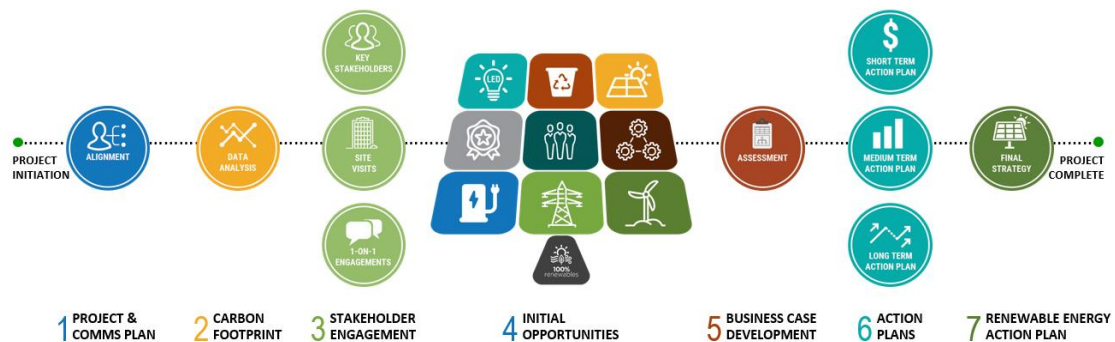 PROJECT
INITIATION
ALIGNMENT
DATA
ANALYSIS
KEY
STAKEHOLDERS
SITE
VISITS
1-ON-1
ENGAGEMENTS
LED
100%
renewables
ASSESSMENT
$
SHORT TERM
ACTION PLAN
MEDIUM TERM
ACTION PLAN
LONG TERM
ACTION PLAN
FINAL
STRATEGY
PROJECT
COMPLETE
1 PROJECT &
COMMS PLAN
2 CARBON
FOOTPRINT
3 STAKEHOLDER
ENGAGEMENT
4 INITIAL
OPPORTUNITIES
5 BUSINESS CASE
DEVELOPMENT
6 ACTION
PLANS
7 RENEWABLE ENERGY
ACTION PLAN